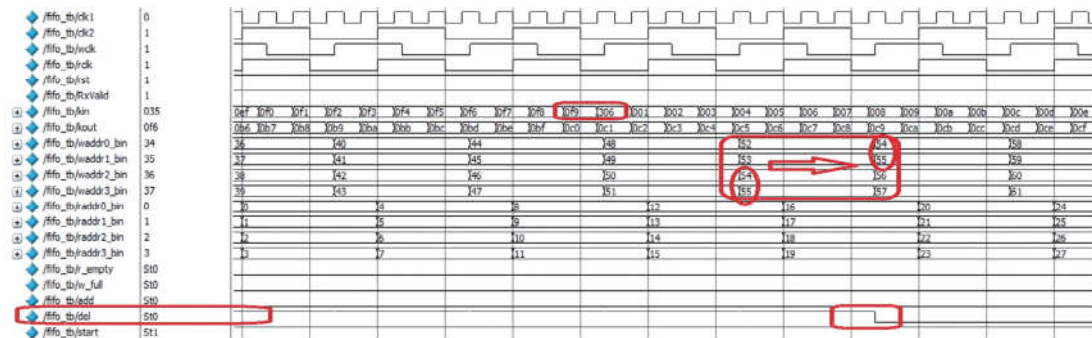 /fifo_tb/clk1 0
/fifo_tb/clk2 1
/fifo_tb/wclk 1
/fifo_tb/rclk 1
/fifo_tb/rst 1
/fifo_tb/RxValid 1
/fifo_tb/kin 035 0ef 0f0 0f1 0f2 0f3 0f4 0f5 0f6 0f7 0f8 0f9 306 001 002 003 004 005 006 007 008 009 00a 00b 00c 00d 00e
/fifo_tb/kout 0f6 0b6 0b7 0b8 0b9 0ba 0bb 0bc 0bd 0be 0bf 0c0 0c1 0c2 0c3 0c4 0c5 0c6 0c7 0c8 0c9 0ca 0cb 0cc 0cd 0ce 0cf
/fifo_tb/waddr0_bin 34 36 40 44 48 52 54 58
/fifo_tb/waddr1_bin 35 37 41 45 49 53 55 59
/fifo_tb/waddr2_bin 36 38 42 46 50 54 56 60
/fifo_tb/waddr3_bin 37 39 43 47 51 55 57 61
/fifo_tb/raddr0_bin 0 0 4 8 12 16 20 24
/fifo_tb/raddr1_bin 1 1 5 9 13 17 21 25
/fifo_tb/raddr2_bin 2 2 6 10 14 18 22 26
/fifo_tb/raddr3_bin 3 3 7 11 15 19 23 27
/fifo_tb/r_empty St0
/fifo_tb/w_full St0
/fifo_tb/add St0
/fifo_tb/del St0
/fifo_tb/start St1